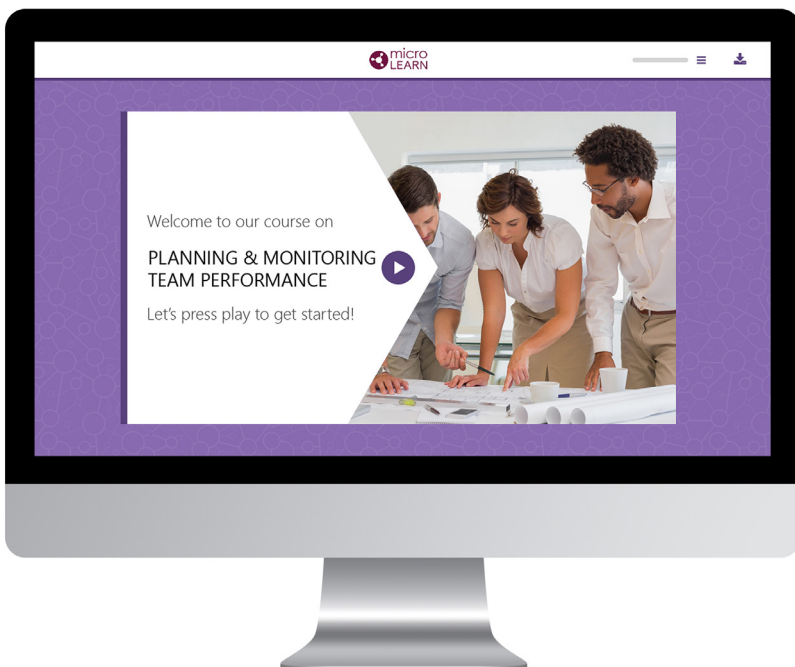 micro
LEARN
Welcome to our course on
PLANNING & MONITORING
TEAM PERFORMANCE
Let's press play to get started!